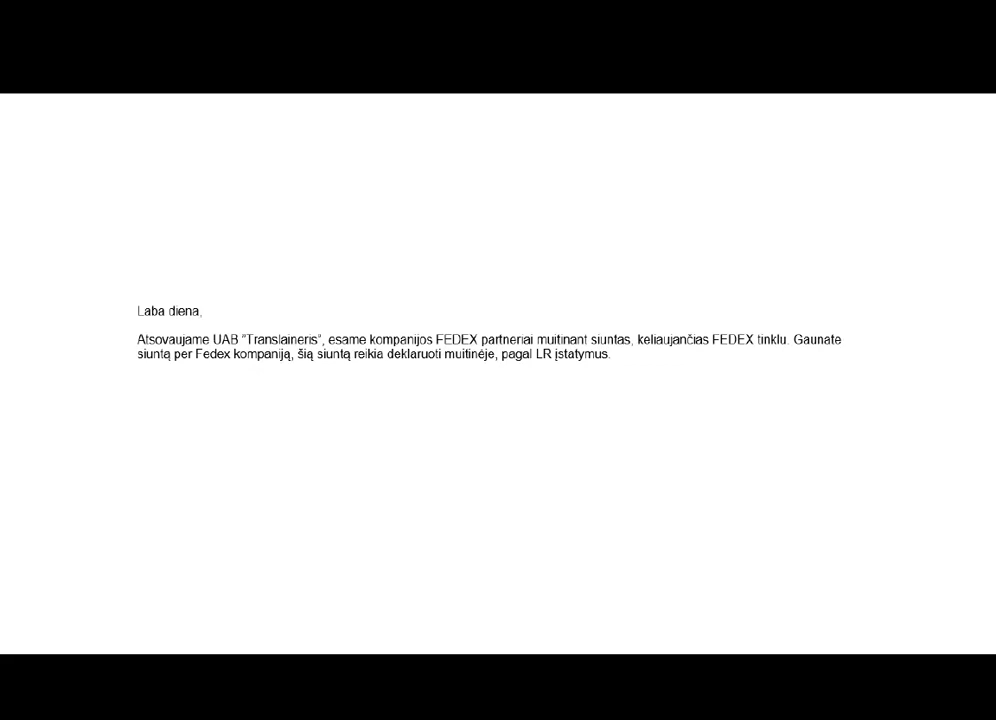 Laba diena,
Atsovaujame UAB "Translaineris", esame kompanijos FEDEX partneriai muitinant siuntas, keliaujančias FEDEX tinklu. Gaunate
siuntą per Fedex kompaniją, šią siuntą reikia deklaruoti muitinėje, pagal LR įstatymus.